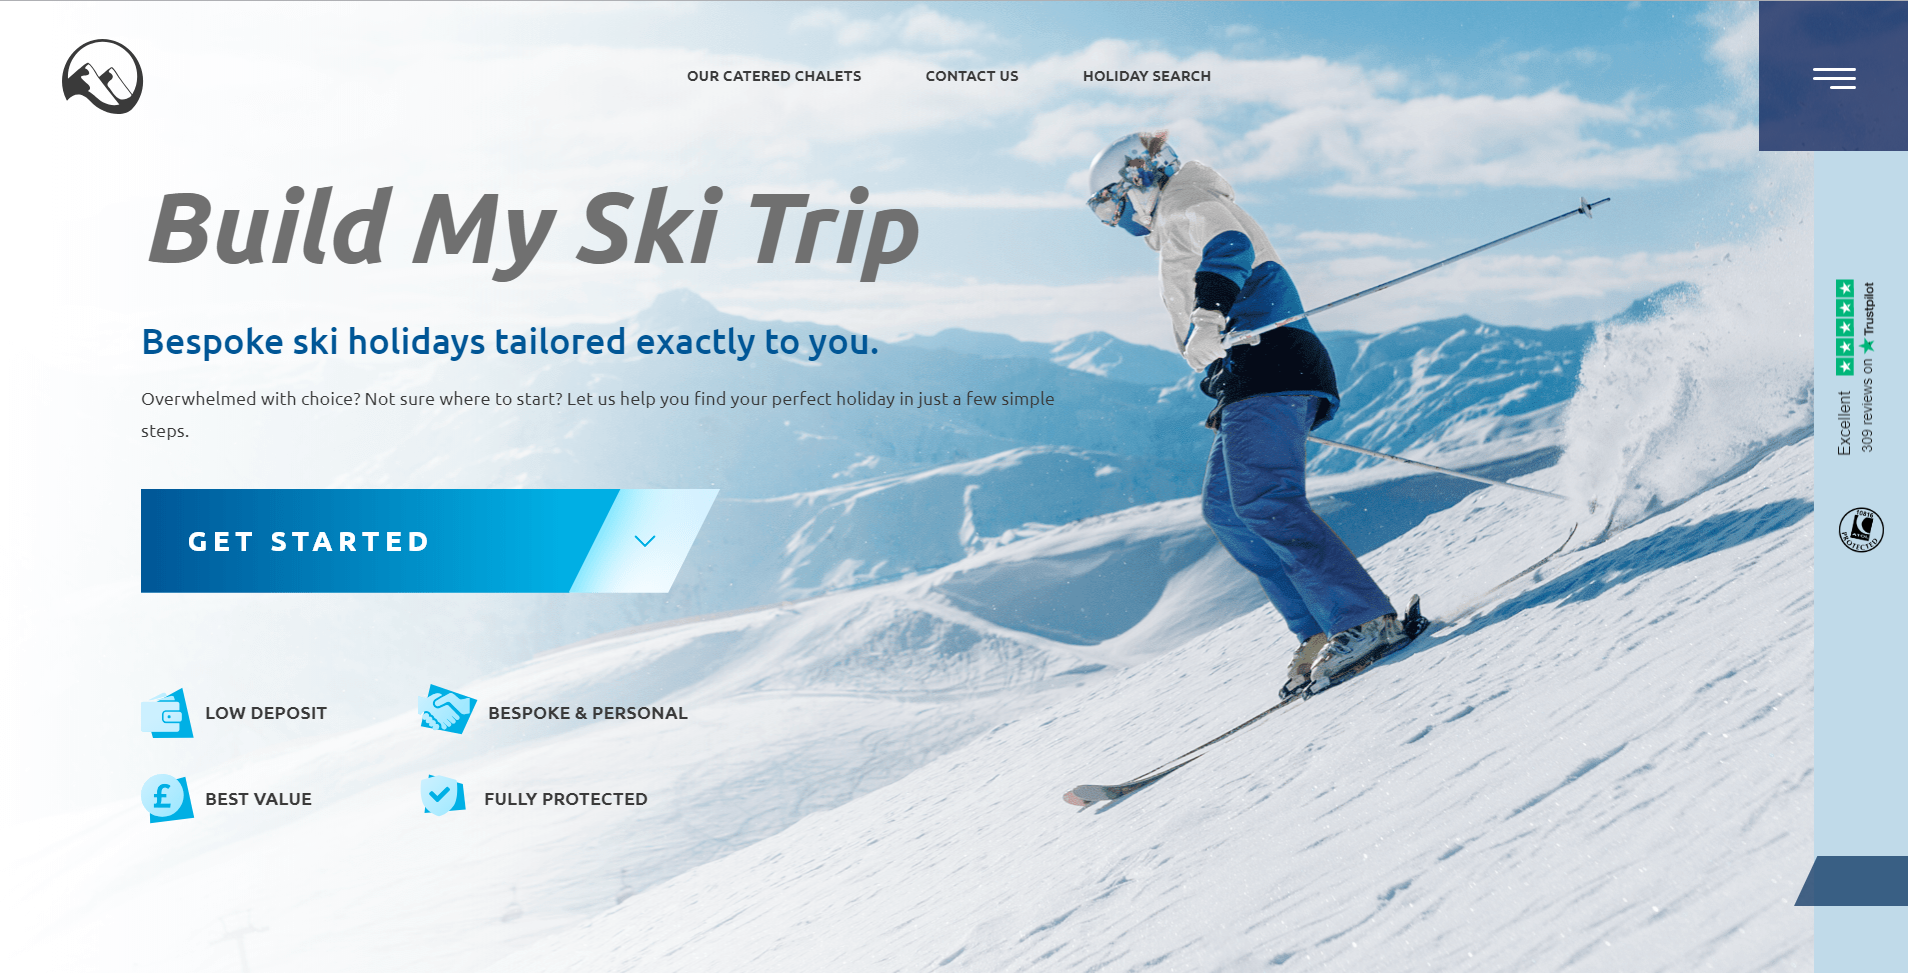 OUR CATERED CHALETS
CONTACT US
HOLIDAY SEARCH
Build My Ski Trip
Bespoke ski holidays tailored exactly to you.
Overwhelmed with choice? Not sure where to start? Let us help you find your perfect holiday in just a few simple
steps.
GET STARTED
LOW DEPOSIT
BESPOKE & PERSONAL
£
BEST VALUE
FULLY PROTECTED
Excellent
309 reviews on Trustpilot
10816
ATOL
PROTECTED